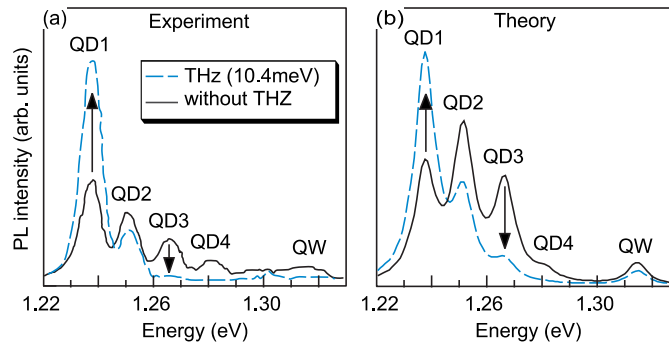 (a) Experiment
QD1
THz (10.4meV)
without THZ
QD2
QD3
QD4
QW
PL intensity (arb. units)
1.22 1.26 1.30
Energy (eV)
(b) Theory
QD1
QD2
QD3
QD4
QW
1.22 1.26 1.30
Energy (eV)